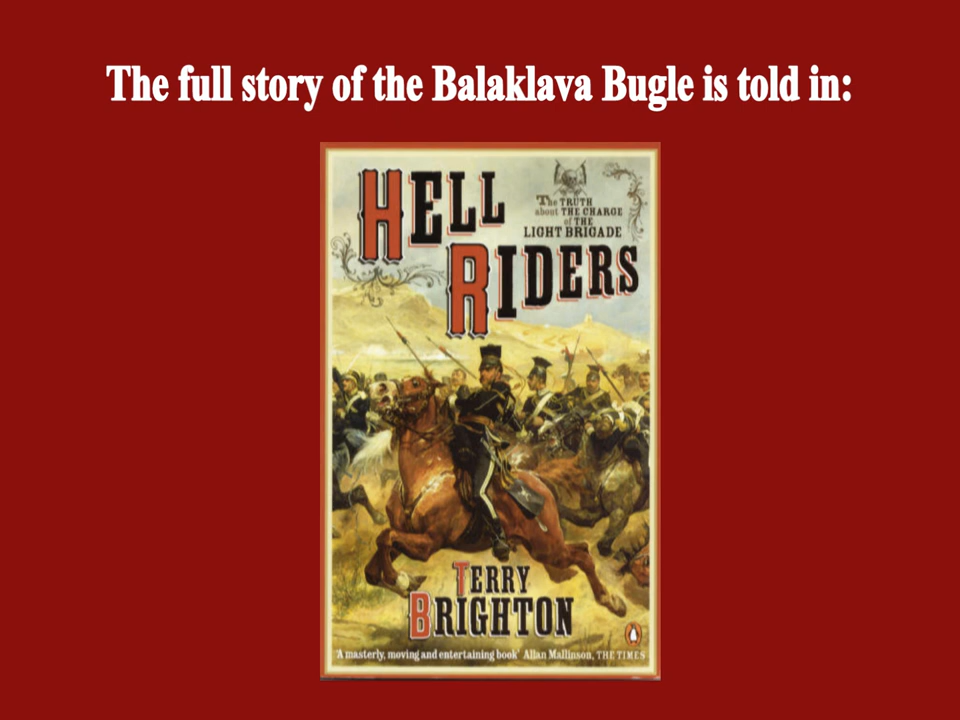 The full story of the Balaklava Bugle is told in:
HELL
RIDERS
The TRUTH
about THE CHARGE
of THE
LIGHT BRIGADE
TERRY
BRIGHTON
'A masterly, moving and entertaining book' Allan Mallinson, THE TIMES